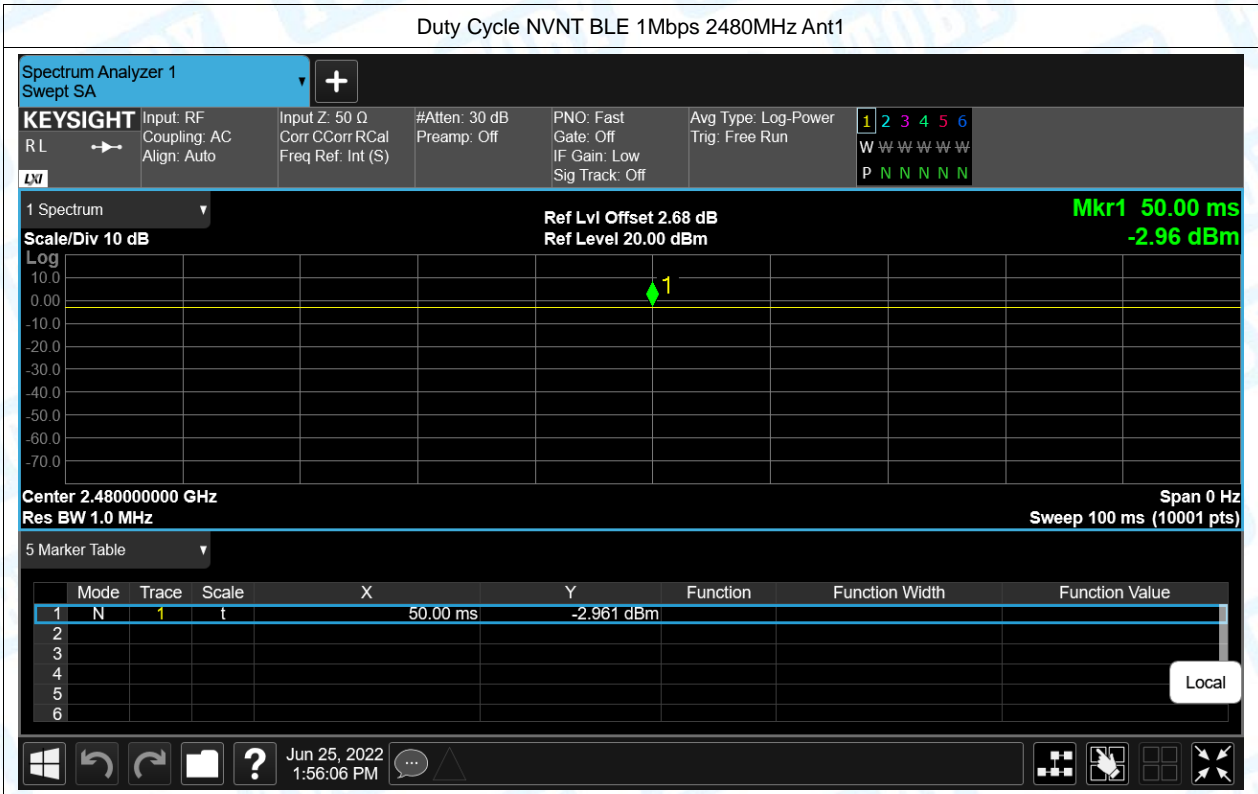 Duty Cycle NVNT BLE 1Mbps 2480MHz Ant1
Spectrum Analyzer 1
Swept SA
KEYSIGHT
RL
LXI
Input: RF
Coupling: AC
Align: Auto
Input Z: 50 Ω
Corr CCorr RCal
Freq Ref: Int (S)
#Atten: 30 dB
Preamp: Off
PNO: Fast
Gate: Off
IF Gain: Low
Sig Track: Off
Avg Type: Log-Power
Trig: Free Run
1 2 3 4 5 6
W W W W W W
P N N N N N
1 Spectrum
Scale/Div 10 dB
Ref Lvl Offset 2.68 dB
Ref Level 20.00 dBm
Mkr1 50.00 ms
-2.96 dBm
Log
10.0
0.00
-10.0
-20.0
-30.0
-40.0
-50.0
-60.0
-70.0
1
Center 2.480000000 GHz
Res BW 1.0 MHz
Span 0 Hz
Sweep 100 ms (10001 pts)
5 Marker Table
Mode Trace Scale X Y Function Function Width Function Value
1 N 1 t 50.00 ms -2.961 dBm
2
3
4
5
6
Local
?
Jun 25, 2022
1:56:06 PM